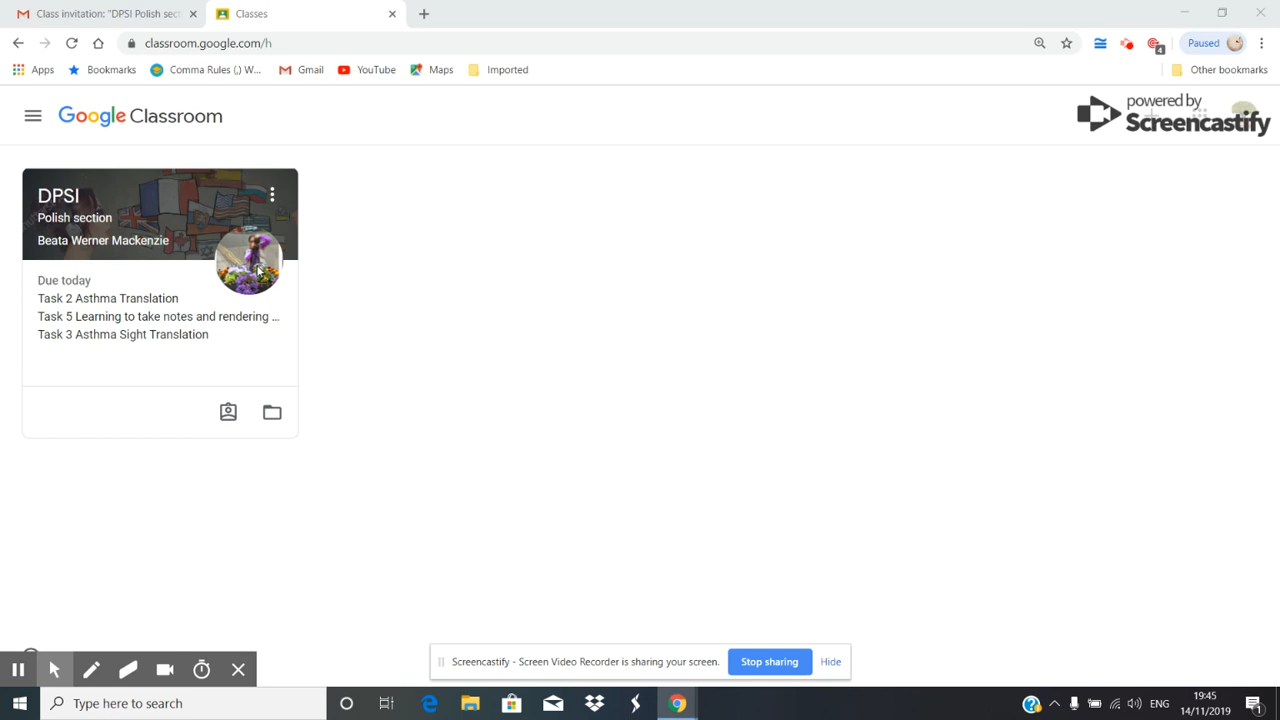 Class invitation: "DPSI Polish sect
Classes
classroom.google.com/h
4
Paused
Apps
Bookmarks
Comma Rules (,) W...
Gmail
YouTube
Maps
Imported
Other bookmarks
Google Classroom
powered by
Screencastify
DPSI
Polish section
Beata Werner Mackenzie
Due today
Task 2 Asthma Translation
Task 5 Learning to take notes and rendering ...
Task 3 Asthma Sight Translation
Screencastify - Screen Video Recorder is sharing your screen.
Stop sharing
Hide
Type here to search
ENG
19:45
14/11/2019
1